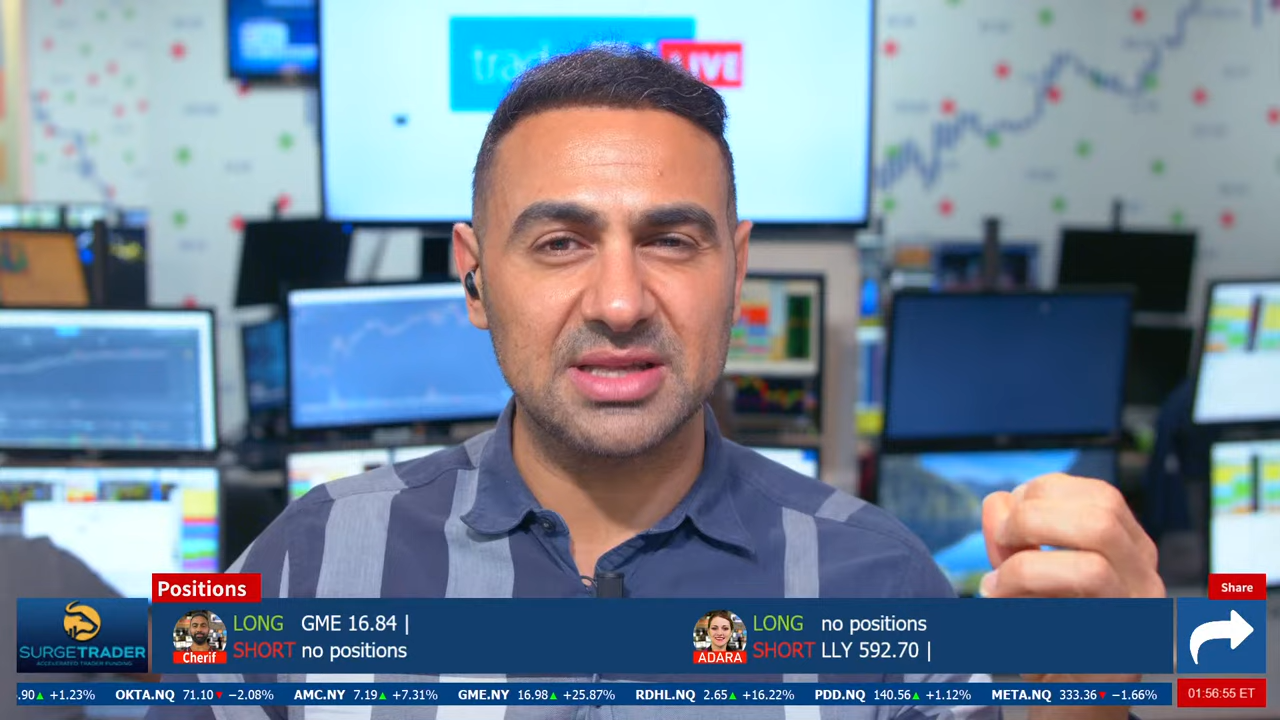 LIVE
Positions
Share
SURGETRADER
ACCELERATED TRADER FUNDING
Cherif
LONG GME 16.84 |
SHORT no positions
ADARA
LONG no positions
SHORT LLY 592.70 |
.90▲ +1.23% OKTA.NQ 71.10▼ −2.08% AMC.NY 7.19▲ +7.31% GME.NY 16.98▲ +25.87% RDHL.NQ 2.65▲ +16.22% PDD.NQ 140.56▲ +1.12% META.NQ 333.36▼ −1.66%
01:56:55 ET